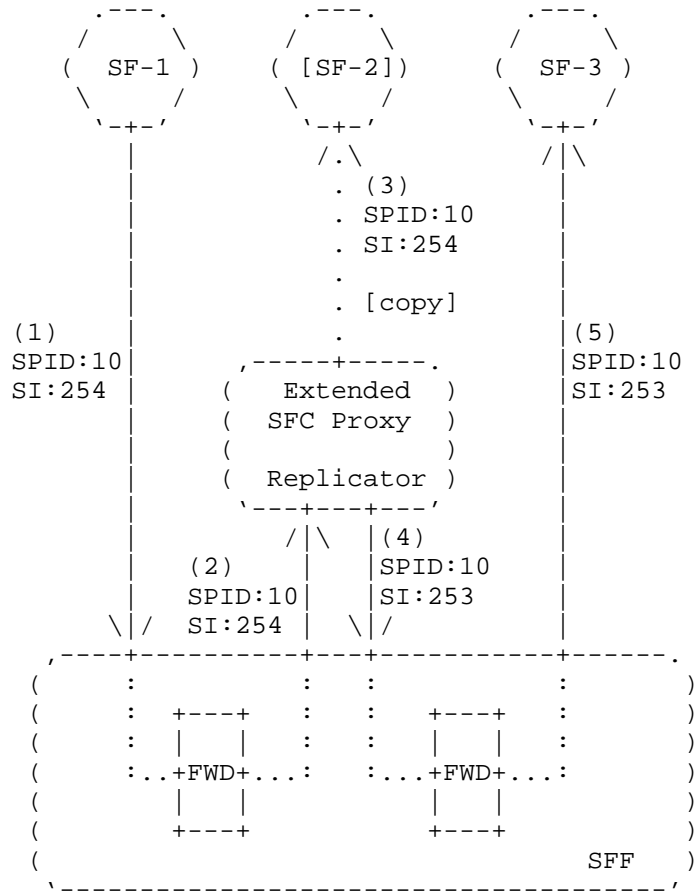 SF-1 [SF-2] SF-3
(3)
SPID:10
SI:254
[copy]
(1) (5)
SPID:10 SPID:10
SI:254 Extended SI:253
SFC Proxy
Replicator
(4)
(2) SPID:10
SPID:10 SI:253
SI:254
FWD FWD
SFF